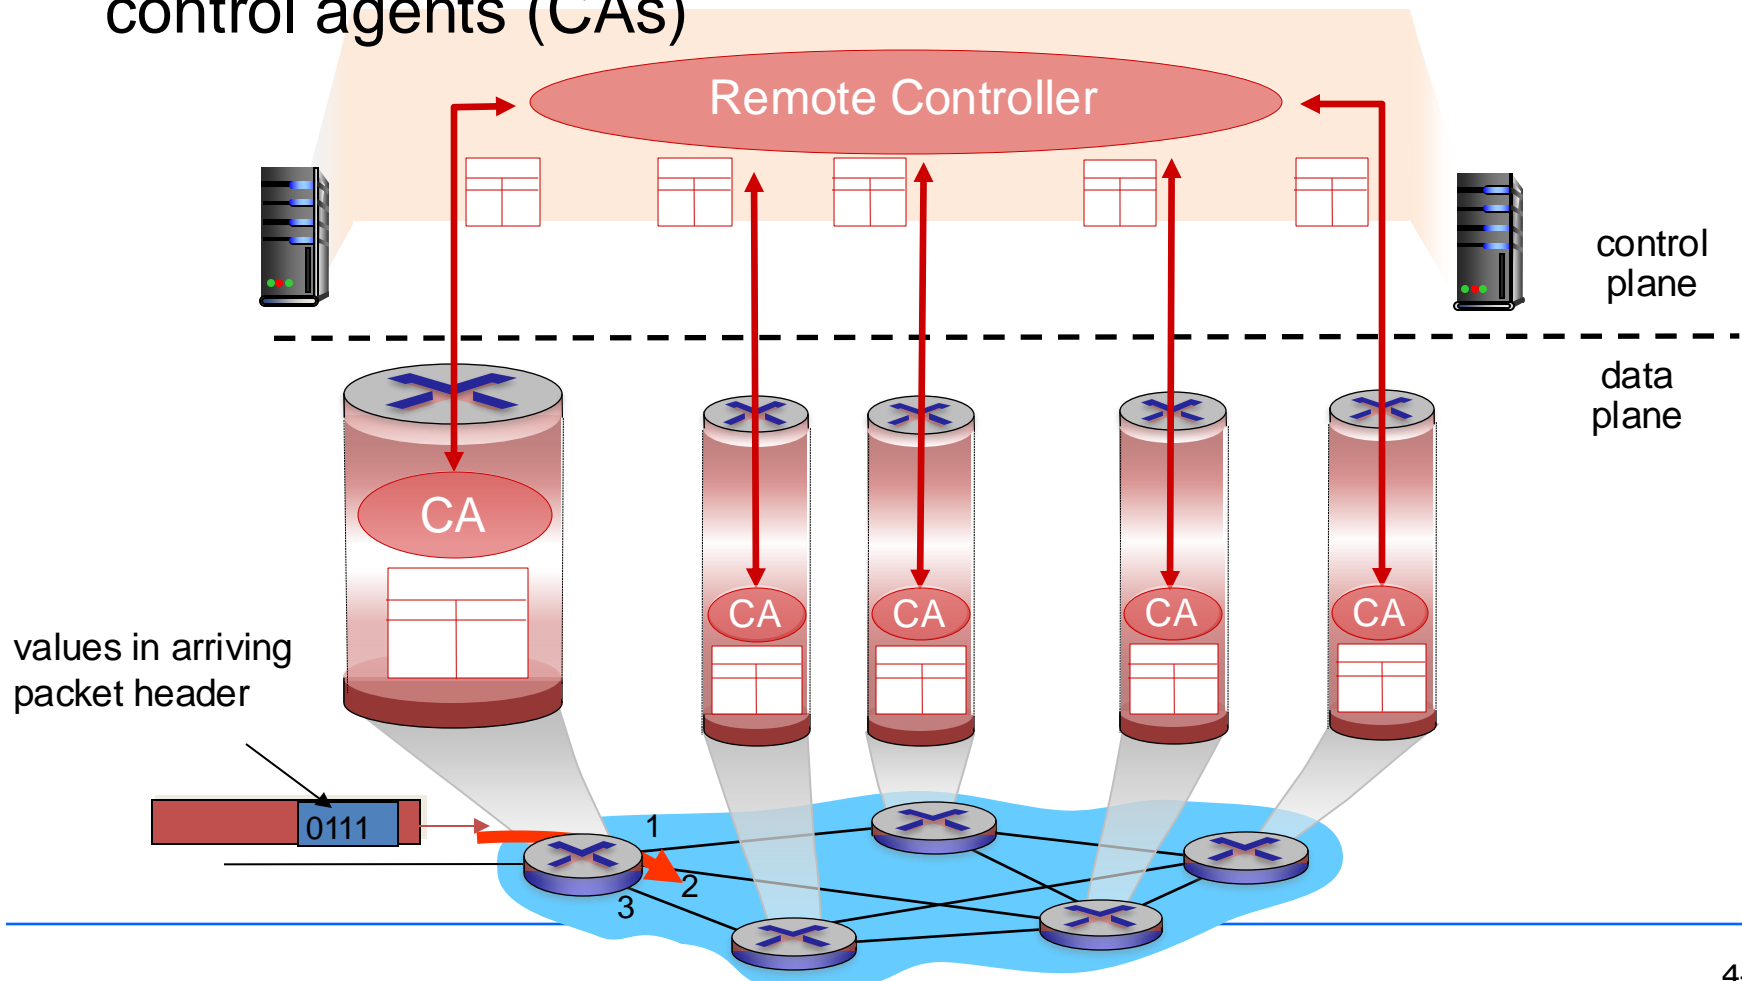 control agents (CAs)
Remote Controller
control
plane
data
plane
CA
CA
CA
CA
CA
values in arriving
packet header
0111
1
2
3